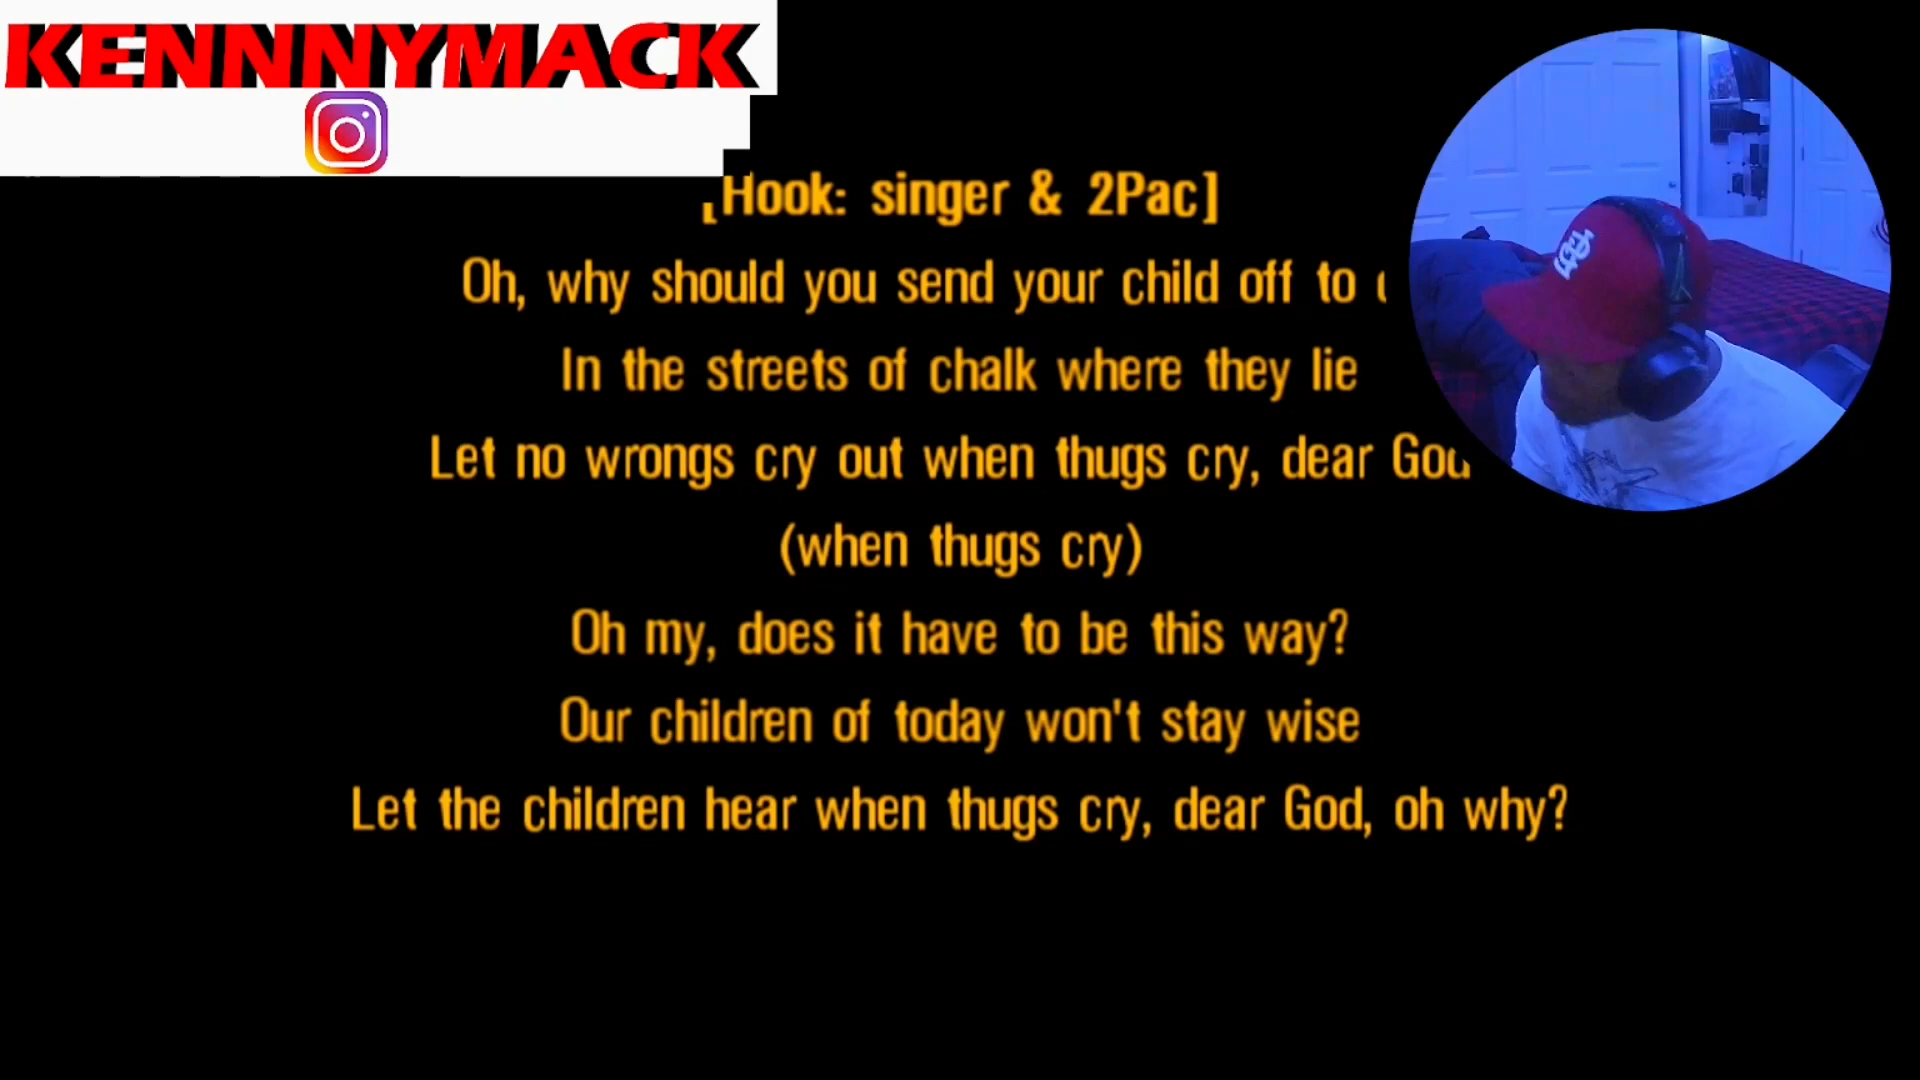 KENNNYMACK
[Hook: singer & 2Pac]
Oh, why should you send your child off to
In the streets of chalk where they lie
Let no wrongs cry out when thugs cry, dear God
(when thugs cry)
Oh my, does it have to be this way?
Our children of today won't stay wise
Let the children hear when thugs cry, dear God, oh why?